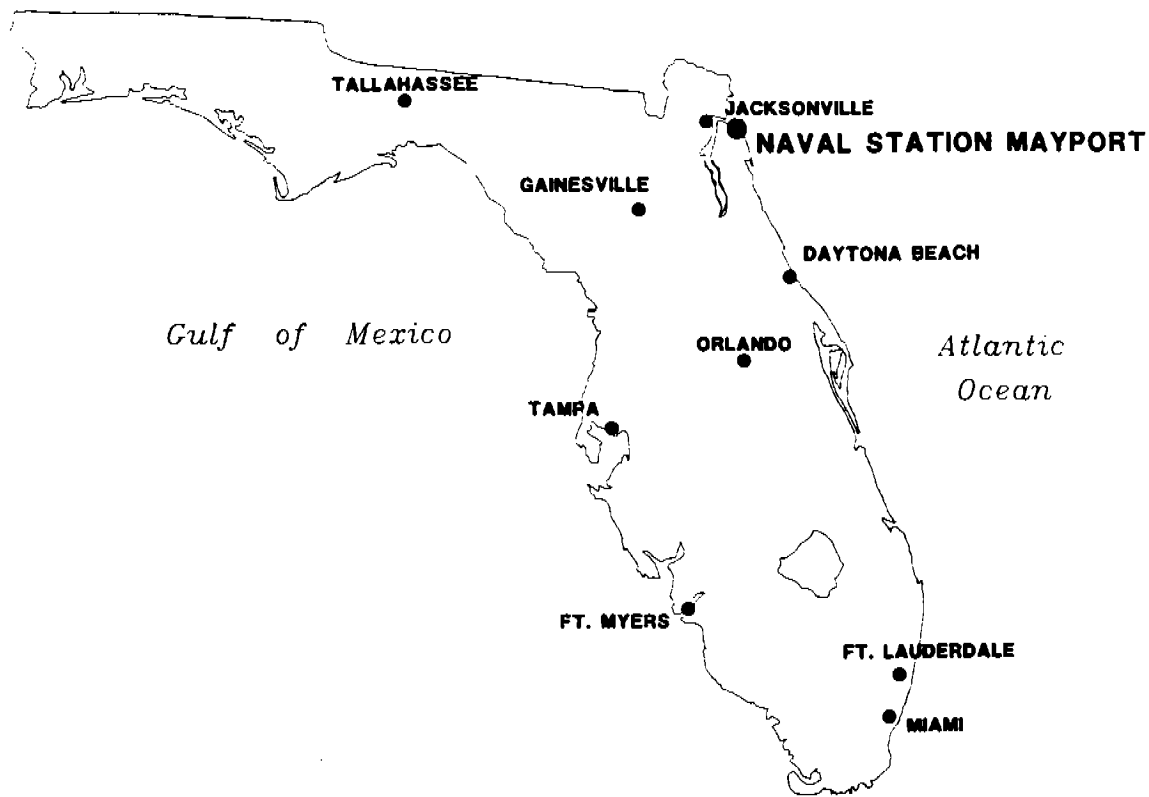 TALLAHASSEE
JACKSONVILLE
NAVAL STATION MAYPORT
GAINESVILLE
DAYTONA BEACH
Gulf of Mexico
ORLANDO
Atlantic
Ocean
TAMPA
FT. MYERS
FT. LAUDERDALE
MIAMI